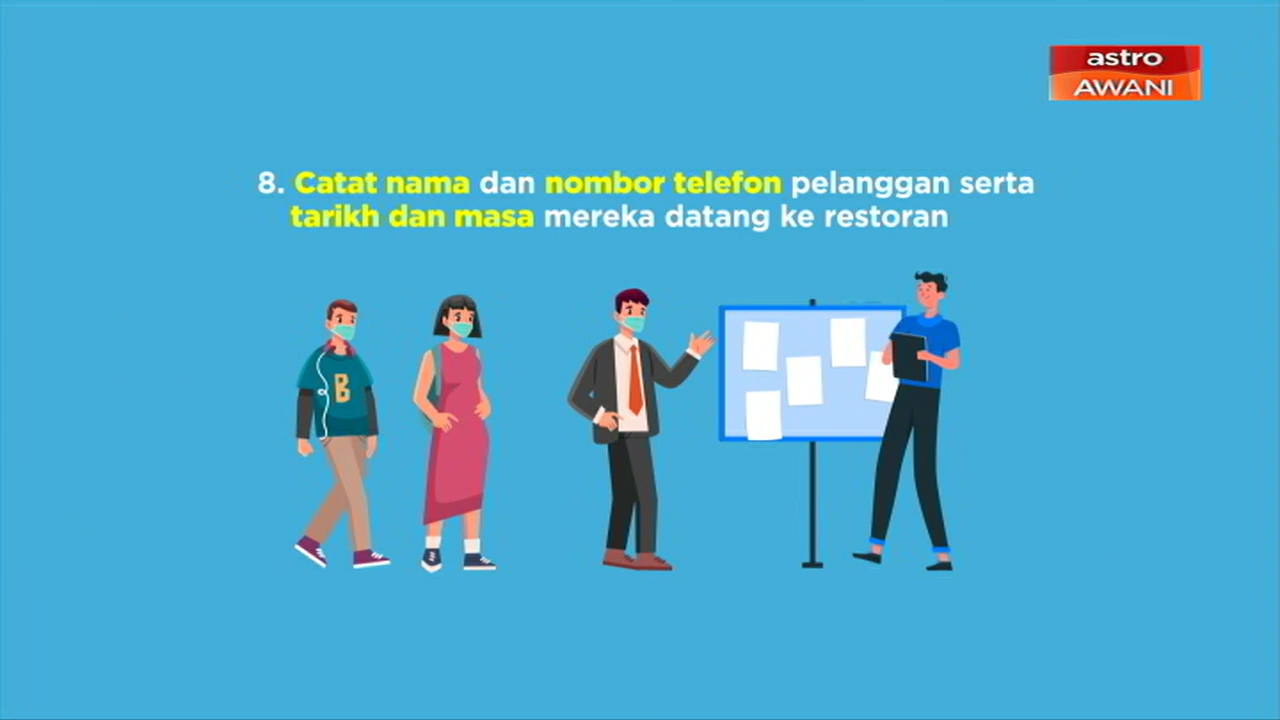 astro
AWANI
8. Catat nama dan nombor telefon pelanggan serta
tarikh dan masa mereka datang ke restoran
B